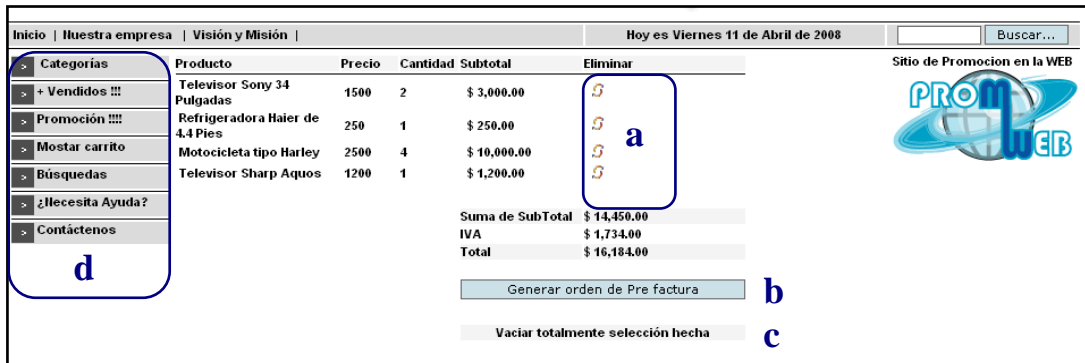 Inicio | Nuestra empresa | Visión y Misión |
Hoy es Viernes 11 de Abril de 2008
Buscar...
> Categorías
> + Vendidos !!!
> Promoción !!!!
> Mostar carrito
> Búsquedas
> ¿Necesita Ayuda?
> Contáctenos
d
Producto Precio Cantidad Subtotal Eliminar
Televisor Sony 34
Pulgadas 1500 2 $ 3,000.00
Refrigeradora Haier de
4.4 Pies 250 1 $ 250.00
Motocicleta tipo Harley 2500 4 $ 10,000.00
Televisor Sharp Aquos 1200 1 $ 1,200.00
a
Suma de SubTotal $ 14,450.00
IVA $ 1,734.00
Total $ 16,184.00
Generar orden de Pre factura
b
Vaciar totalmente selección hecha
c
Sitio de Promocion en la WEB
PROM
WEB